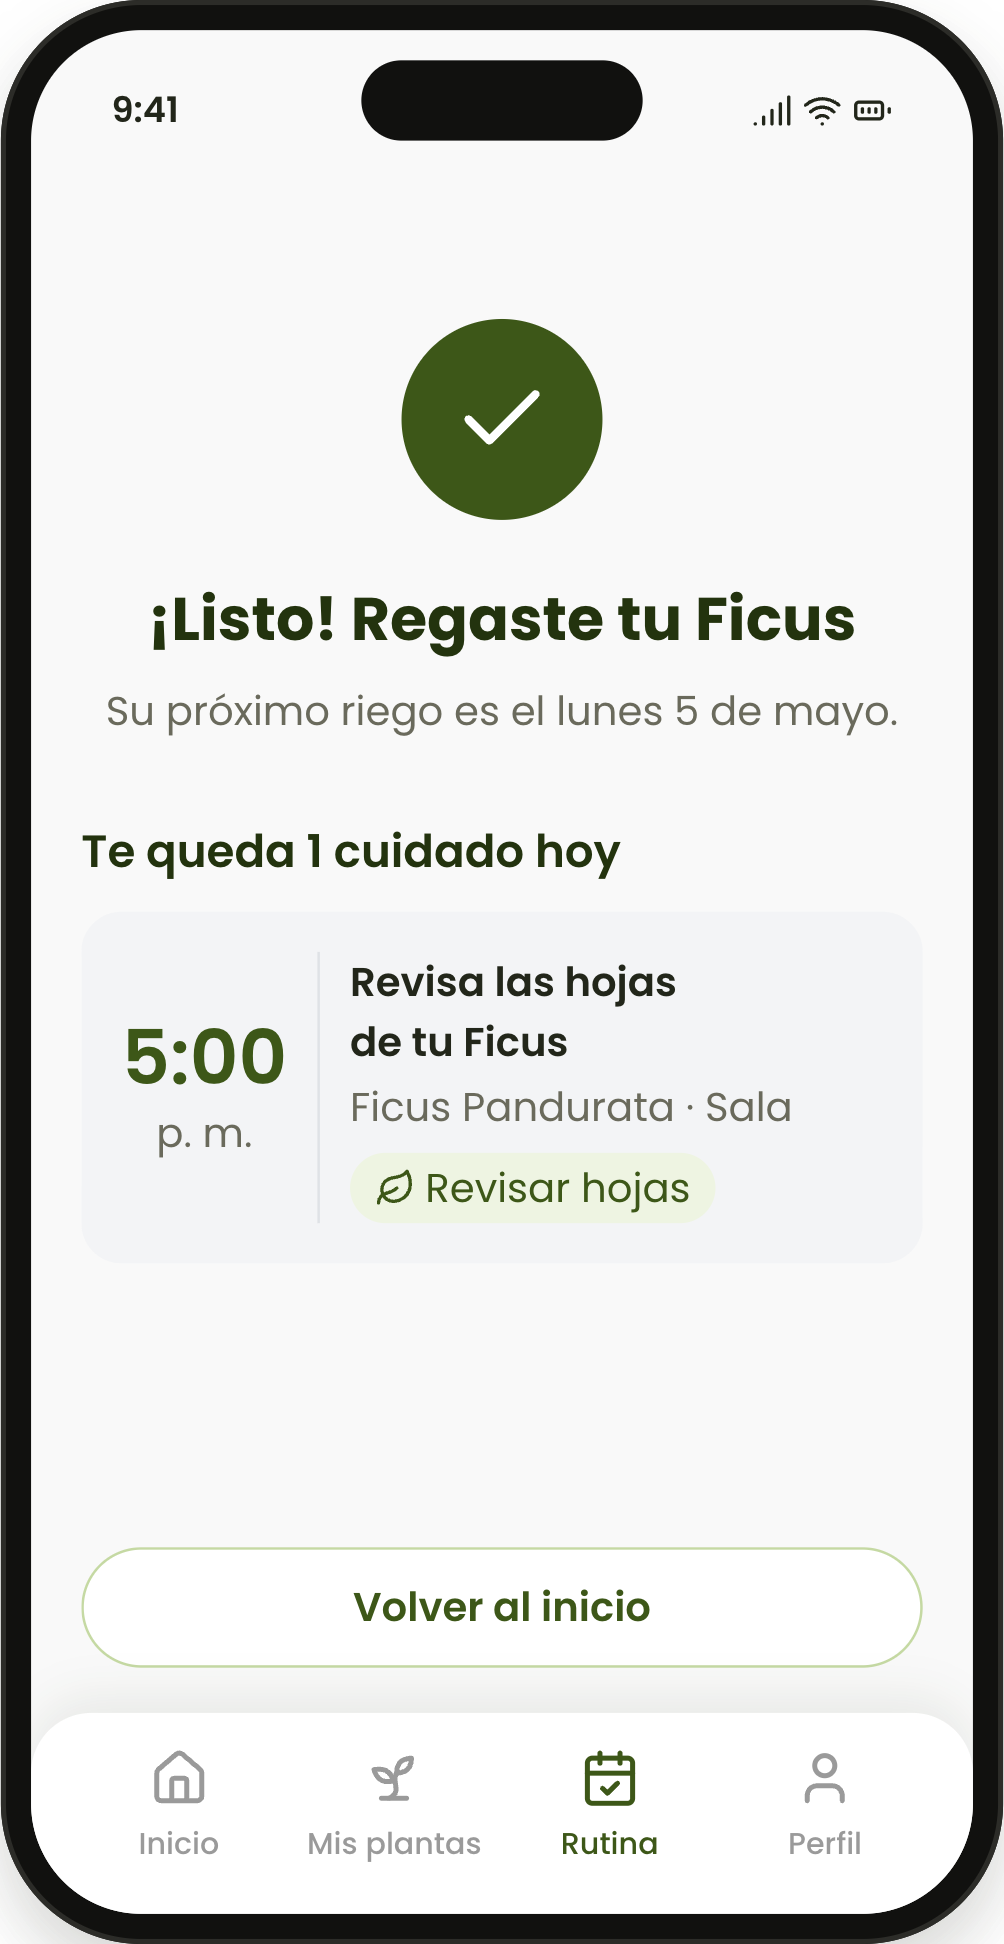 9:41
¡Listo! Regaste tu Ficus
Su próximo riego es el lunes 5 de mayo.
Te queda 1 cuidado hoy
5:00
p. m.
Revisa las hojas
de tu Ficus
Ficus Pandurata · Sala
Revisar hojas
Volver al inicio
Inicio
Mis plantas
Rutina
Perfil